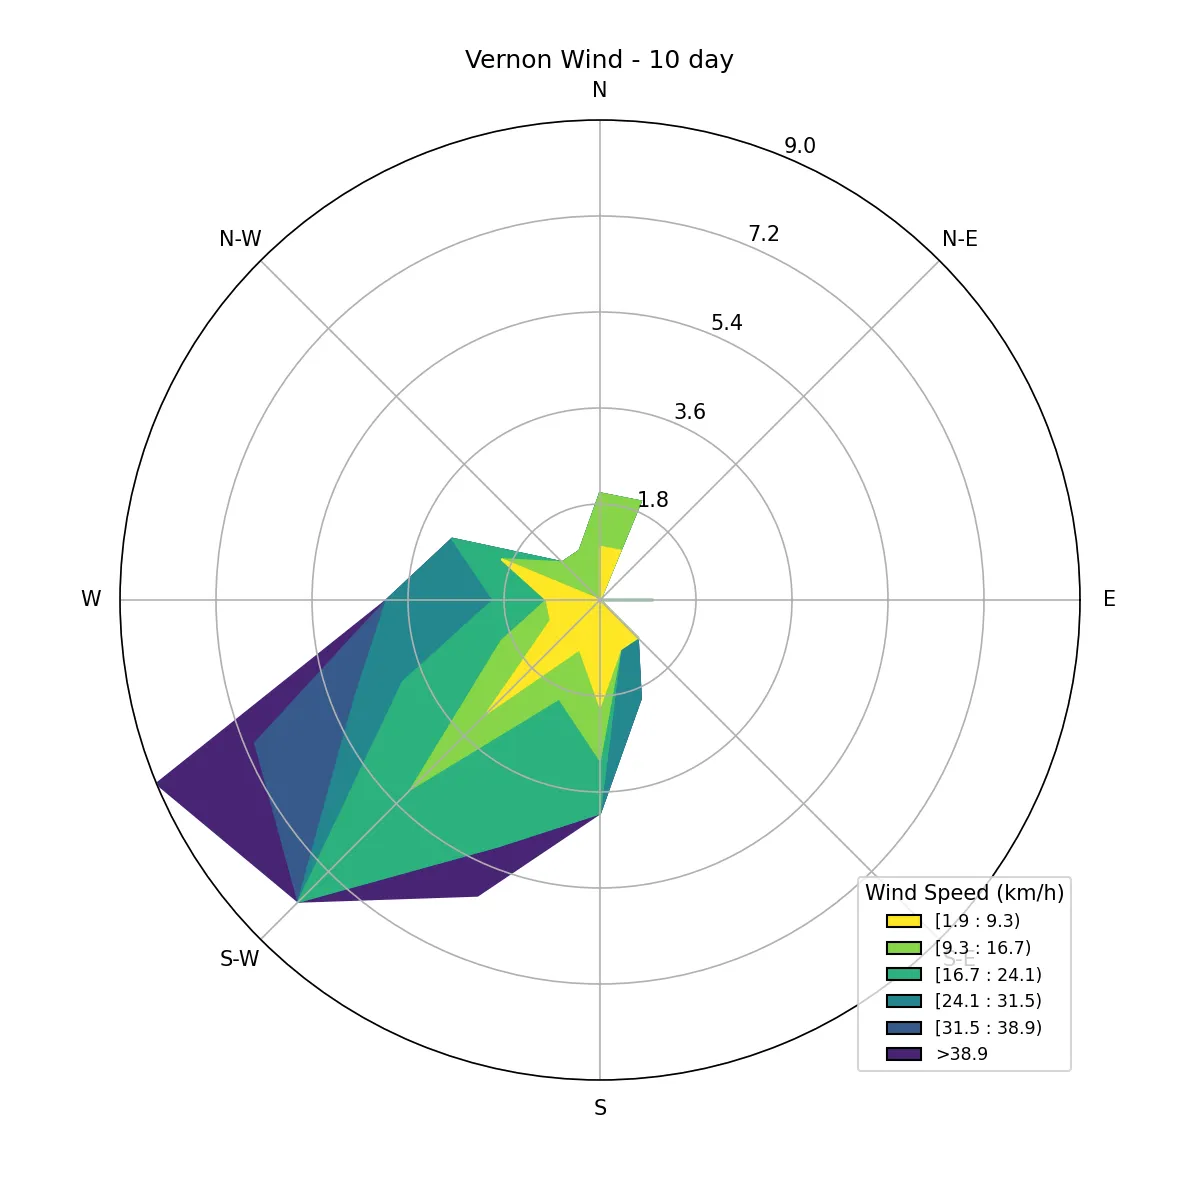 Vernon Wind - 10 day
N
9.0
N-W
N-E
7.2
5.4
3.6
1.8
W
E
S-W
S-E
S
Wind Speed (km/h)
[1.9 : 9.3)
[9.3 : 16.7)
[16.7 : 24.1)
[24.1 : 31.5)
[31.5 : 38.9)
>38.9